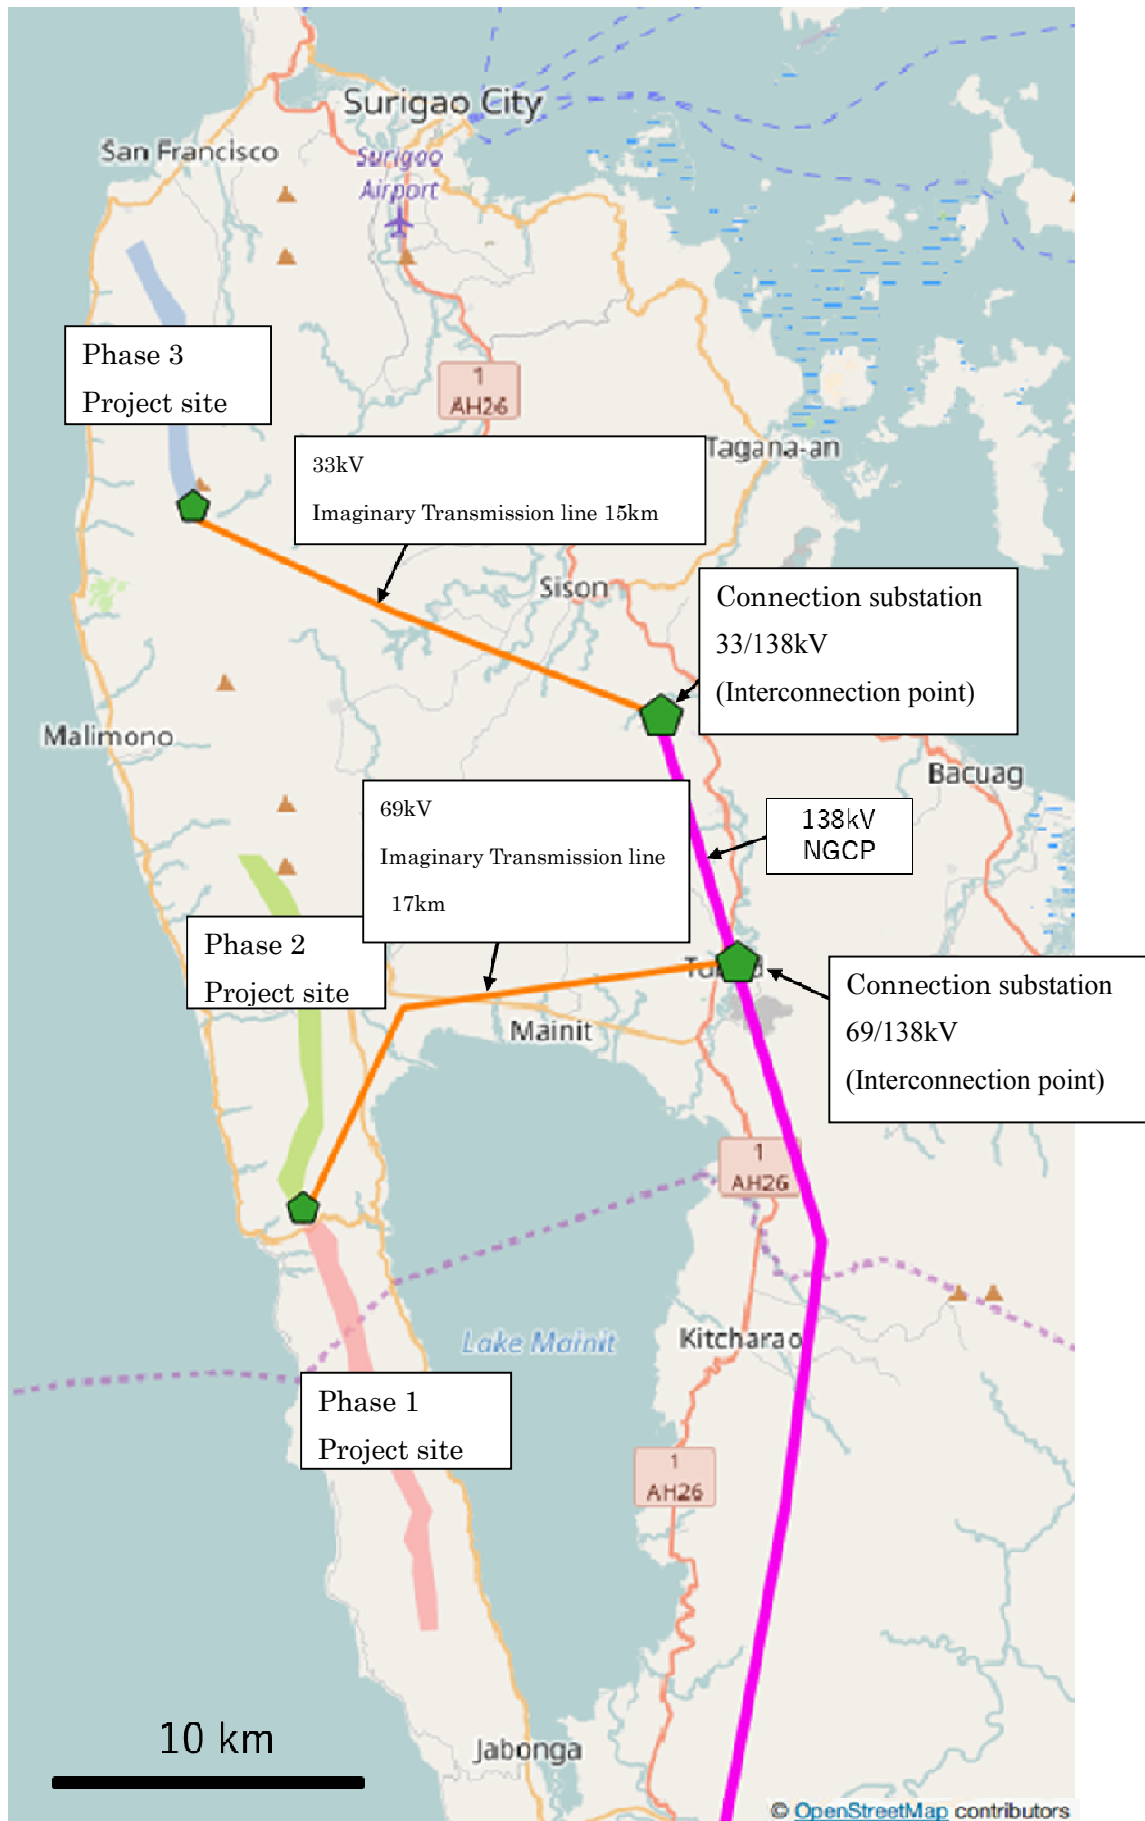 Surigao City
San Francisco
Surigao
Airport
Phase 3
Project site
1
AH26
33kV
Imaginary Transmission line 15km
Tagana-an
Sison
Connection substation
33/138kV
(Interconnection point)
Malimono
Bacuag
69kV
Imaginary Transmission line
17km
138kV
NGCP
Phase 2
Project site
Connection substation
69/138kV
(Interconnection point)
Mainit
1
AH26
Lake Mainit
Kitcharao
Phase 1
Project site
1
AH26
10 km
Jabonga
© OpenStreetMap contributors